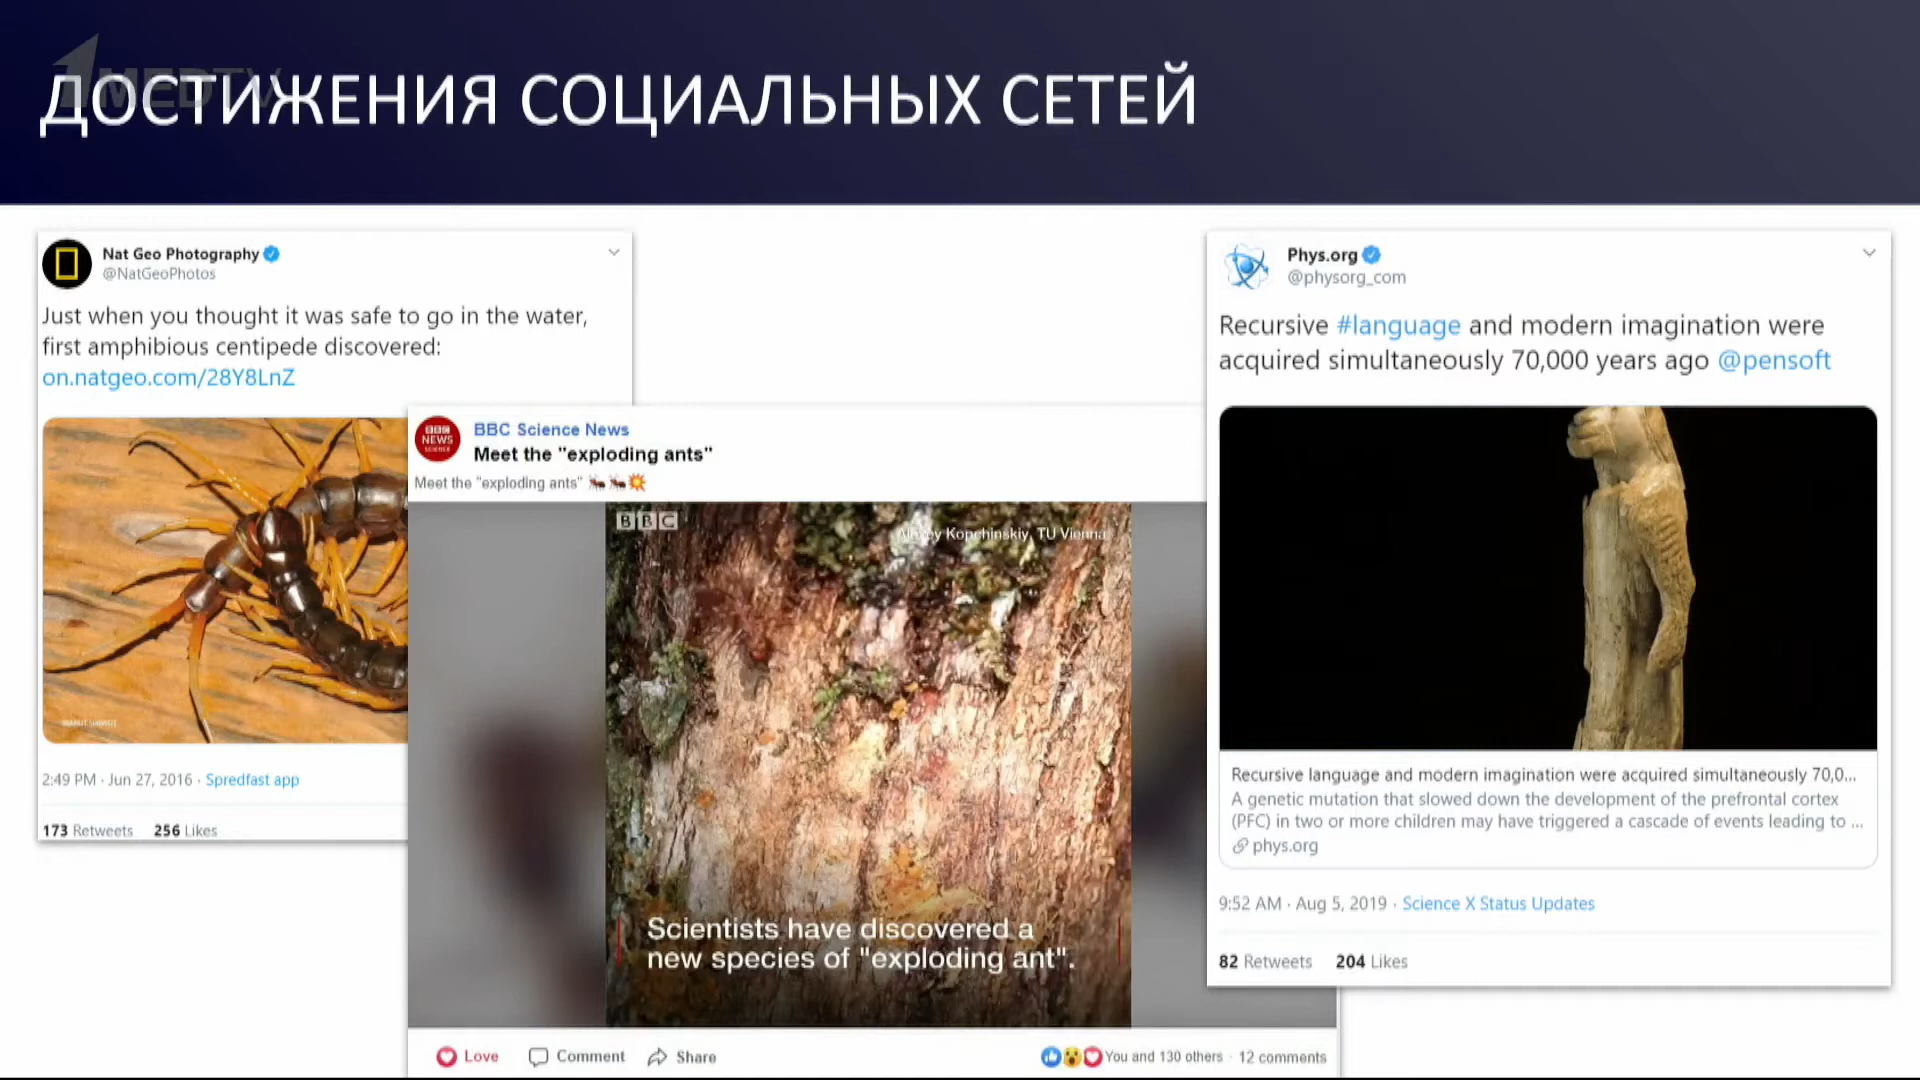 1MEDTV
ДОСТИЖЕНИЯ СОЦИАЛЬНЫХ СЕТЕЙ
Nat Geo Photography
@NatGeoPhotos
Just when you thought it was safe to go in the water,
first amphibious centipede discovered:
on.natgeo.com/28Y8LnZ
2:49 PM · Jun 27, 2016 · Spredfast app
173 Retweets 256 Likes
BBC
NEWS
SCIENCE
BBC Science News
Meet the "exploding ants"
Meet the "exploding ants" 🐜🐜💥
BBC
Kopchinskiy, TU Vienna
Scientists have discovered a
new species of "exploding ant".
Love Comment Share You and 130 others · 12 comments
Phys.org
@physorg_com
Recursive #language and modern imagination were
acquired simultaneously 70,000 years ago @pensoft
Recursive language and modern imagination were acquired simultaneously 70,0...
A genetic mutation that slowed down the development of the prefrontal cortex
(PFC) in two or more children may have triggered a cascade of events leading to ...
phys.org
9:52 AM · Aug 5, 2019 · Science X Status Updates
82 Retweets 204 Likes